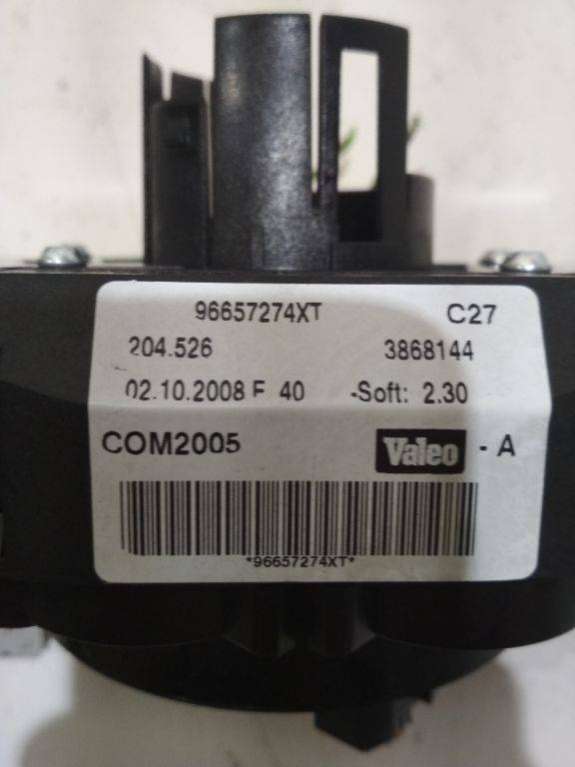 96657274XT C27
204.526 3868144
02.10.2008 F 40 -Soft: 2.30
COM2005 Valeo - A
*96657274XT*